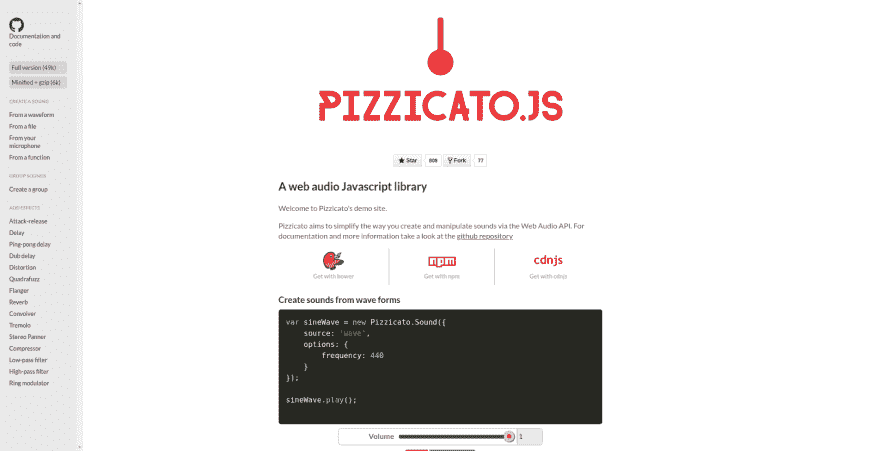 Documentation and
code
Full version (49k)
Minified + gzip (6k)
CREATE A SOUND
From a waveform
From a file
From your
microphone
From a function
GROUP SOUNDS
Create a group
ADD EFFECTS
Attack-release
Delay
Ping-pong delay
Dub delay
Distortion
Quadrafuzz
Flanger
Reverb
Convolver
Tremolo
Stereo Panner
Compressor
Low-pass filter
High-pass filter
Ring modulator
PIZZICATO.JS
Star
Fork
77
A web audio Javascript library
Welcome to Pizzicato's demo site.
Pizzicato aims to simplify the way you create and manipulate sounds via the Web Audio API. For
documentation and more information take a look at the github repository
cdnjs
Get with bower
Get with npm
Get with cdnjs
Create sounds from wave forms
var sineWave = new Pizzicato.Sound({
source: 'wave',
options: {
frequency: 440
}
});
sineWave.play();
Volume
1